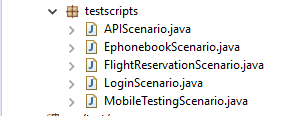 testscripts
APIScenario.java
EphonebookScenario.java
FlightReservationScenario.java
LoginScenario.java
MobileTestingScenario.java